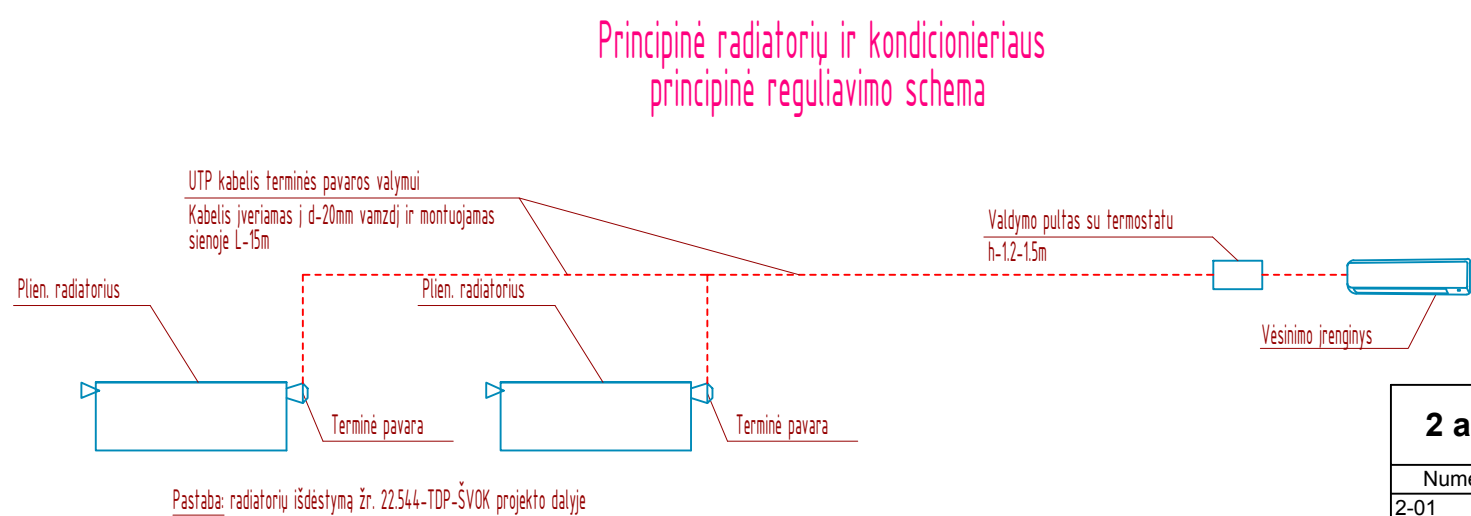 Principinė radiatorių ir kondicionieriaus
principinė reguliavimo schema
UTP kabelis terminės pavaros valymui
Kabelis įveriamas į d-20mm vamzdį ir montuojamas
sienoje L-15m
Valdymo pultas su termostatu
h-1.2-1.5m
Plien. radiatorius
Plien. radiatorius
Vėsinimo įrenginys
Terminė pavara
Terminė pavara
2 a
Nume
2-01
Pastaba: radiatorių išdėstymą žr. 22.544-TDP-ŠVOK projekto dalyje